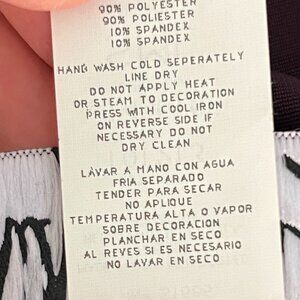 90% POLYESTER
90% POLIESTER
10% SPANDEX
10% SPANDEX
HAND WASH COLD SEPERATELY
LINE DRY
DO NOT APPLY HEAT
OR STEAM TO DECORATION
PRESS WITH COOL IRON
ON REVERSE SIDE IF
NECESSARY DO NOT
DRY CLEAN
LAVAR A MANO CON AGUA
FRIA SEPARADO
TENDER PARA SECAR
NO APLIQUE
TEMPERATURA ALTA O VAPOR
SOBRE DECORACION
PLANCHAR EN SECO
AL REVES SI ES NECESARIO
NO LAVAR EN SECO